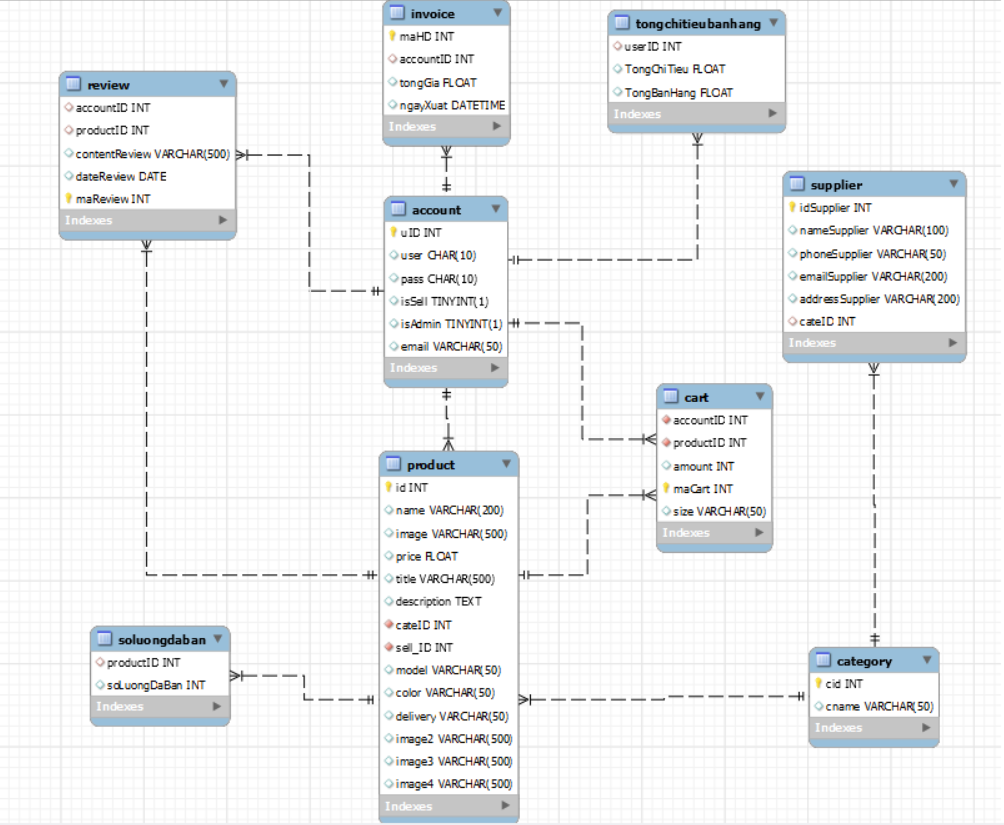 invoice
maHD INT
accountID INT
tongGia FLOAT
ngayXuat DATETIME
Indexes
tongchitieubanhang
userID INT
TongChiTieu FLOAT
TongBanHang FLOAT
Indexes
review
accountID INT
productID INT
contentReview VARCHAR(500)
dateReview DATE
maReview INT
Indexes
account
uID INT
user CHAR(10)
pass CHAR(10)
isSell TINYINT(1)
isAdmin TINYINT(1)
email VARCHAR(50)
Indexes
supplier
idSupplier INT
nameSupplier VARCHAR(100)
phoneSupplier VARCHAR(50)
emailSupplier VARCHAR(200)
addressSupplier VARCHAR(200)
cateID INT
Indexes
cart
accountID INT
productID INT
amount INT
maCart INT
size VARCHAR(50)
Indexes
product
id INT
name VARCHAR(200)
image VARCHAR(500)
price FLOAT
title VARCHAR(500)
description TEXT
cateID INT
sell_ID INT
model VARCHAR(50)
color VARCHAR(50)
delivery VARCHAR(50)
image2 VARCHAR(500)
image3 VARCHAR(500)
image4 VARCHAR(500)
Indexes
soluongdaban
productID INT
soLuongDaBan INT
Indexes
category
cid INT
cname VARCHAR(50)
Indexes